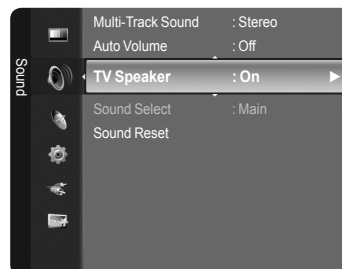 Sound
Multi-Track Sound : Stereo
Auto Volume : Off
TV Speaker : On
Sound Select : Main
Sound Reset